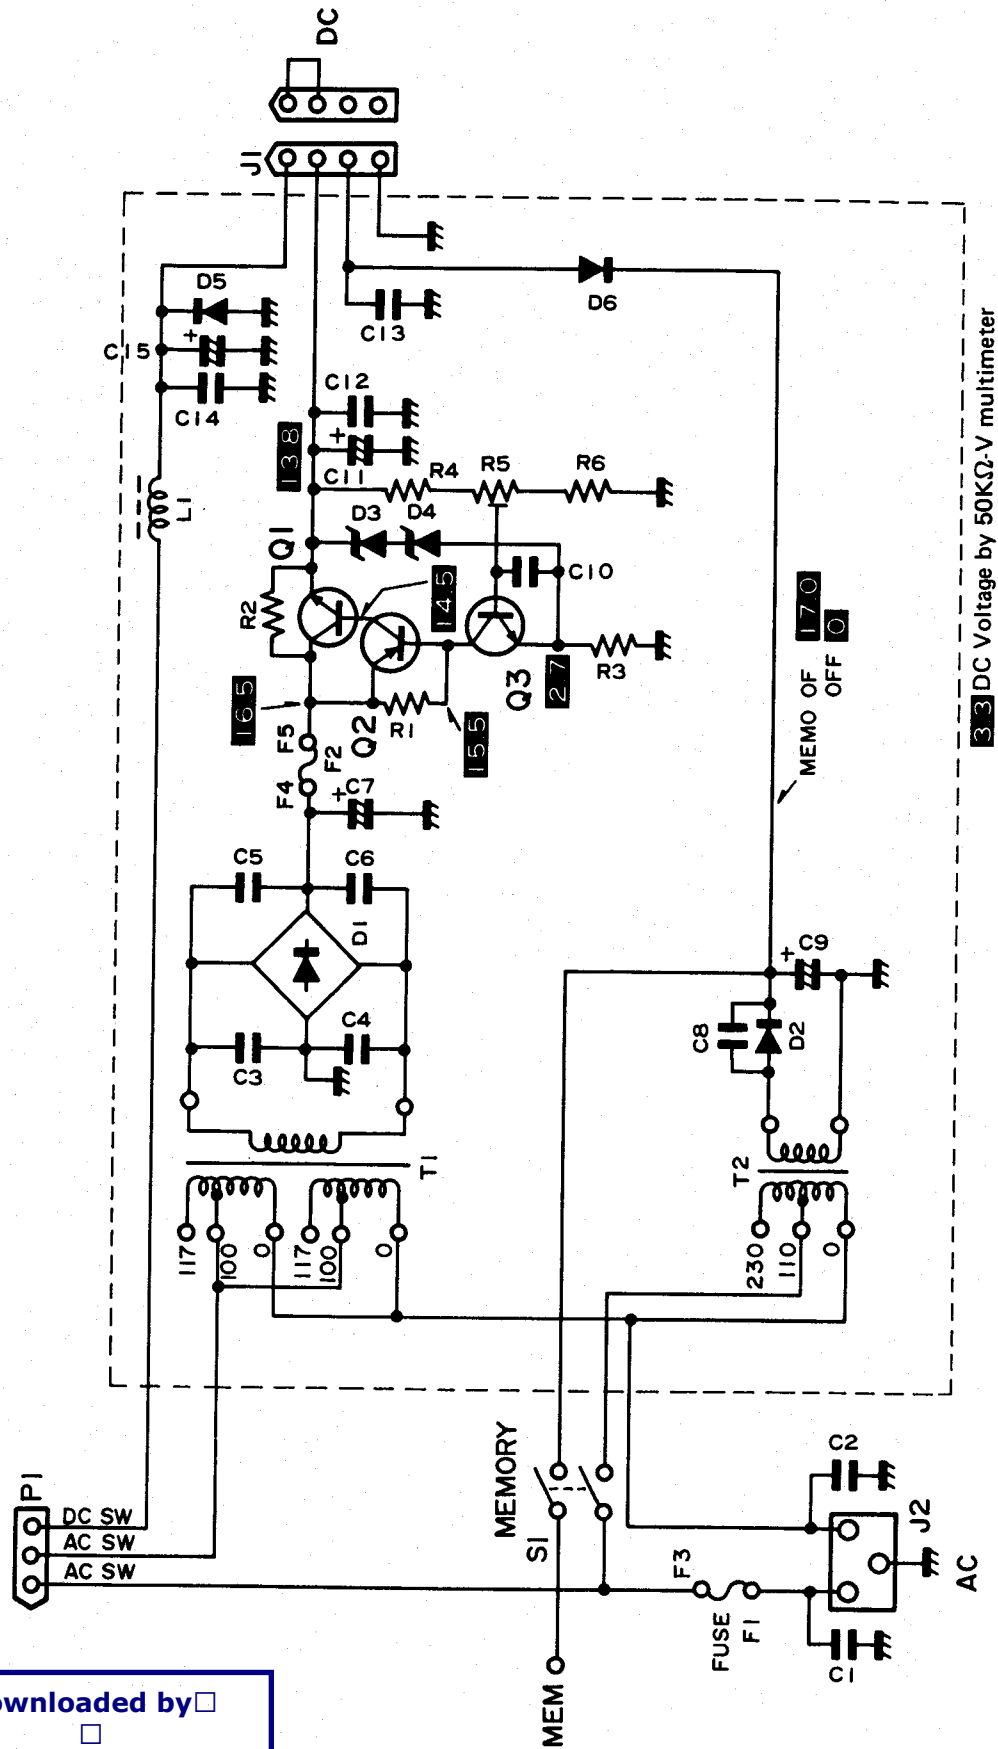 DC
J1
D5
C15
+
C14
C13
D6
C12
+
C11
13.8
R4
R5
R6
L1
D3
D4
Q1
C10
R2
14.5
16.5
F5
F2
F4
Q2
R1
15.5
Q3
2.7
R3
MEMO OF 17.0
OFF 0
3.3 DC Voltage by 50KΩ-V multimeter
+
C7
C5
C6
D1
C3
C4
+
C9
C8
D2
T1
T2
117
100
0
117
100
0
230
110
0
P1
DC SW
AC SW
AC SW
MEMORY
S1
C2
J2
F3
FUSE
F1
AC
C1
MEM
wnloaded by□
□